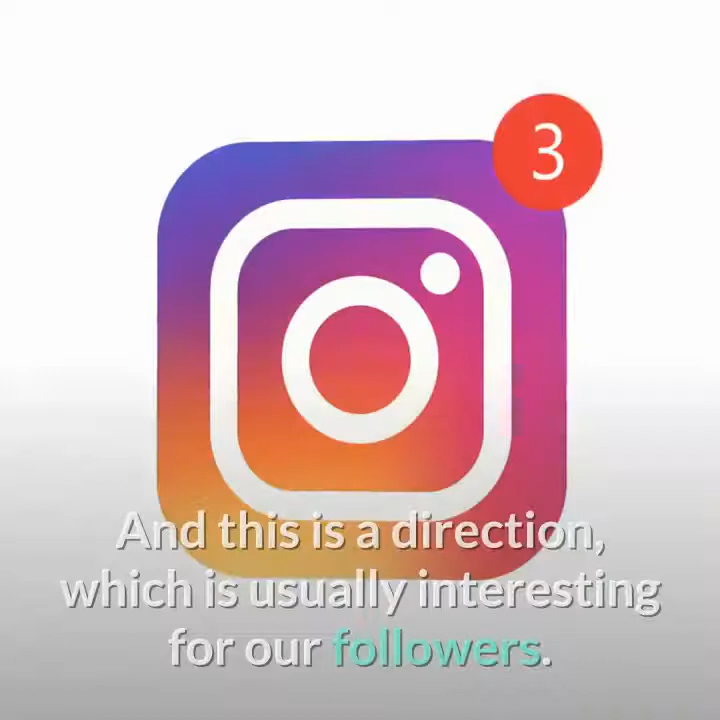 3
And this is a direction,
which is usually interesting
for our followers.